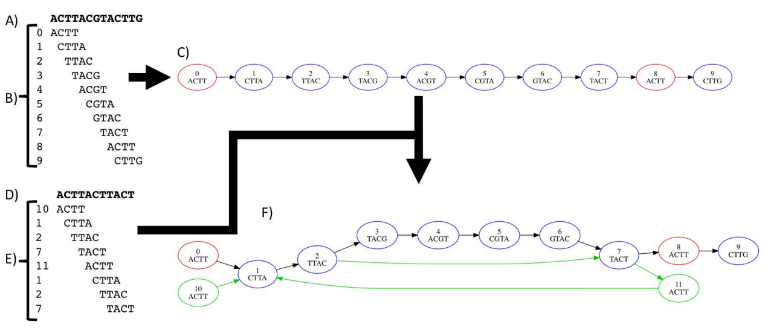 A) ACTTACGTACTTG
B)
0 ACTT
1 CTTA
2 TTAC
3 TACG
4 ACGT
5 CGTA
6 GTAC
7 TACT
8 ACTT
9 CTTG
C)
0
ACTT
1
CTTA
2
TTAC
3
TACG
4
ACGT
5
CGTA
6
GTAC
7
TACT
8
ACTT
9
CTTG
D) ACTTACTTACT
E)
10 ACTT
1 CTTA
2 TTAC
7 TACT
11 ACTT
1 CTTA
2 TTAC
7 TACT
F)
0
ACTT
10
ACTT
1
CTTA
2
TTAC
3
TACG
4
ACGT
5
CGTA
6
GTAC
7
TACT
8
ACTT
9
CTTG
11
ACTT